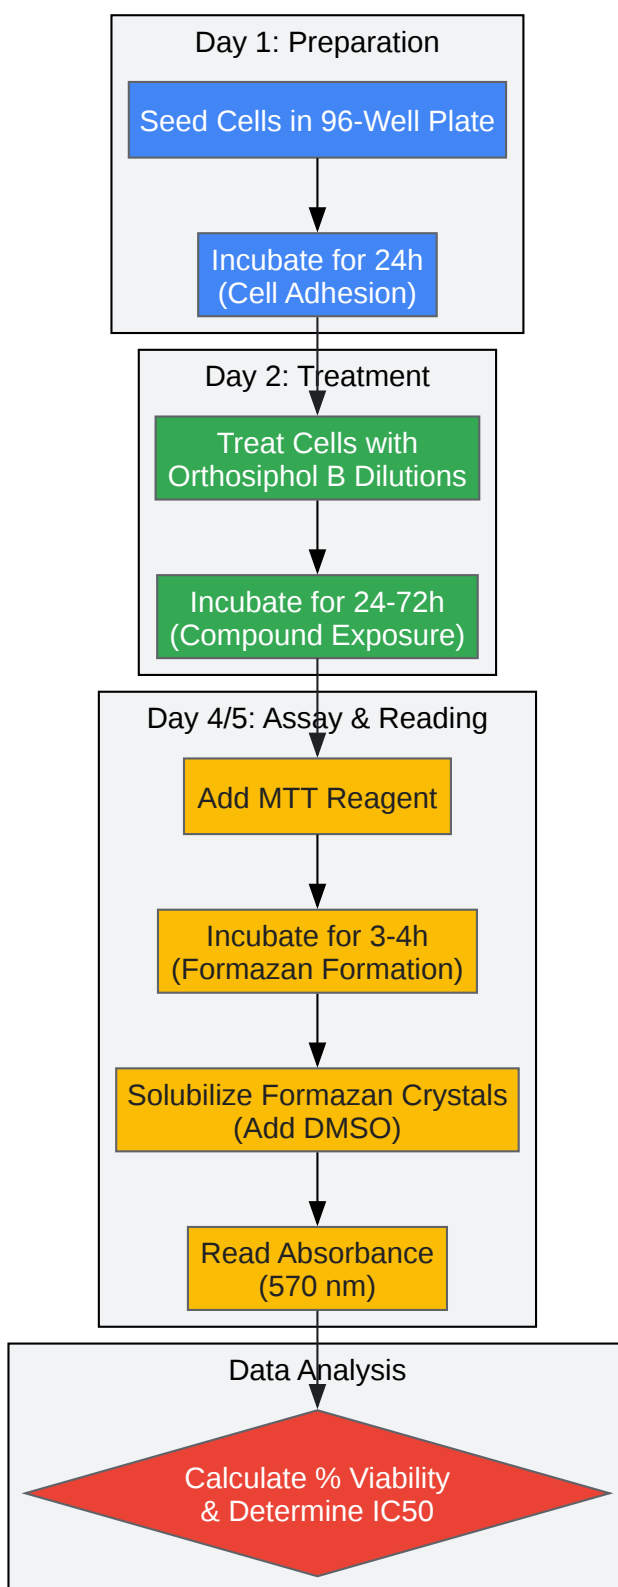 Day 1: Preparation
Seed Cells in 96-Well Plate
Incubate for 24h
(Cell Adhesion)
Day 2: Treatment
Treat Cells with
Orthosiphol B Dilutions
Incubate for 24-72h
(Compound Exposure)
Day 4/5: Assay & Reading
Add MTT Reagent
Incubate for 3-4h
(Formazan Formation)
Solubilize Formazan Crystals
(Add DMSO)
Read Absorbance
(570 nm)
Data Analysis
Calculate % Viability
& Determine IC50